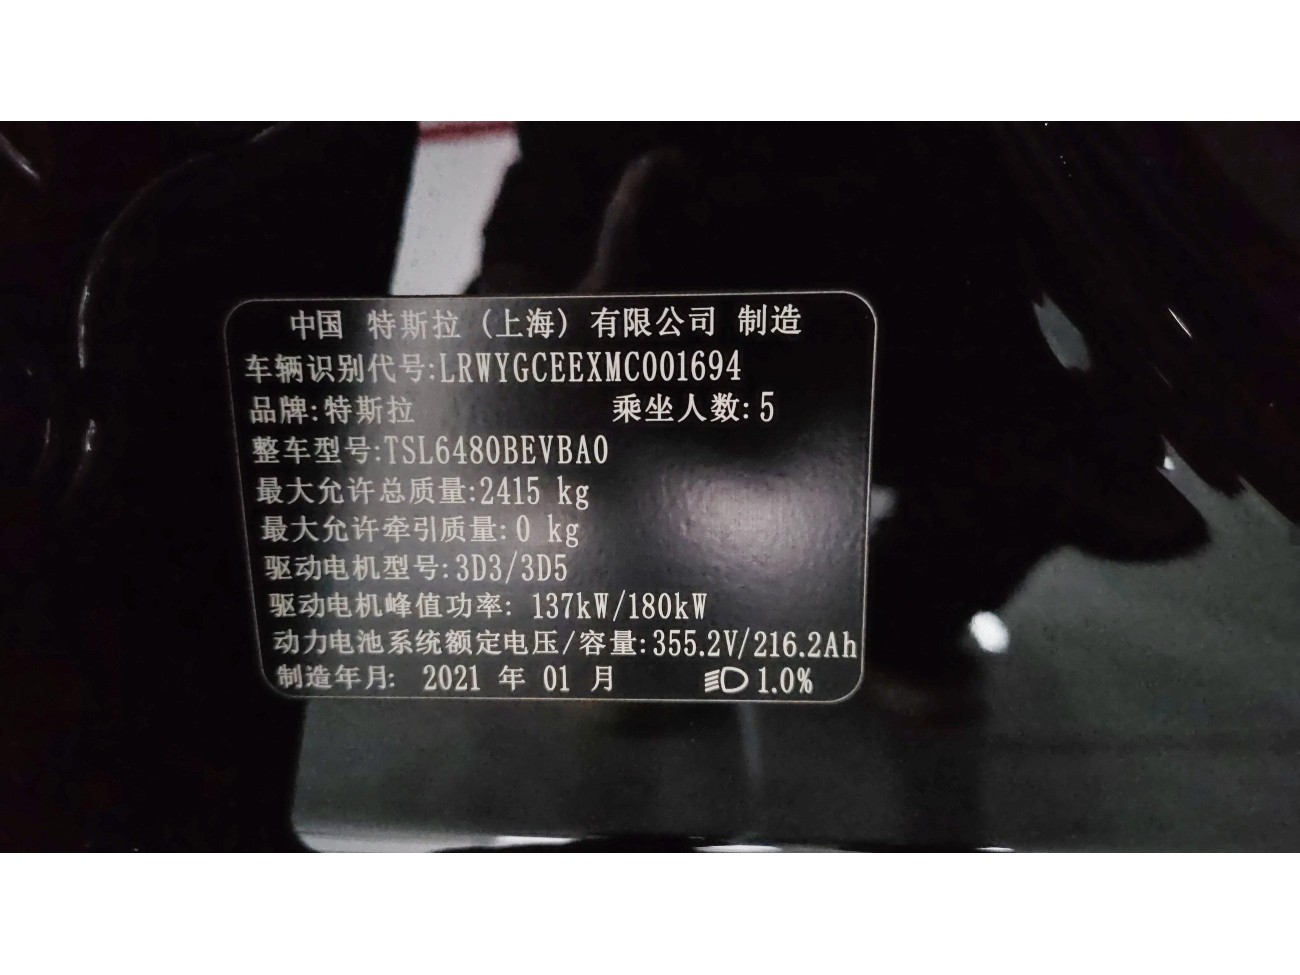 中国 特斯拉(上海)有限公司 制造
车辆识别代号:LRWYGCEEXMC001694
品牌:特斯拉 乘坐人数:5
整车型号:TSL6480BEVBA0
最大允许总质量:2415 kg
最大允许牵引质量:0 kg
驱动电机型号:3D3/3D5
驱动电机峰值功率: 137kW/180kW
动力电池系统额定电压/容量:355.2V/216.2Ah
制造年月: 2021 年 01 月 1.0%